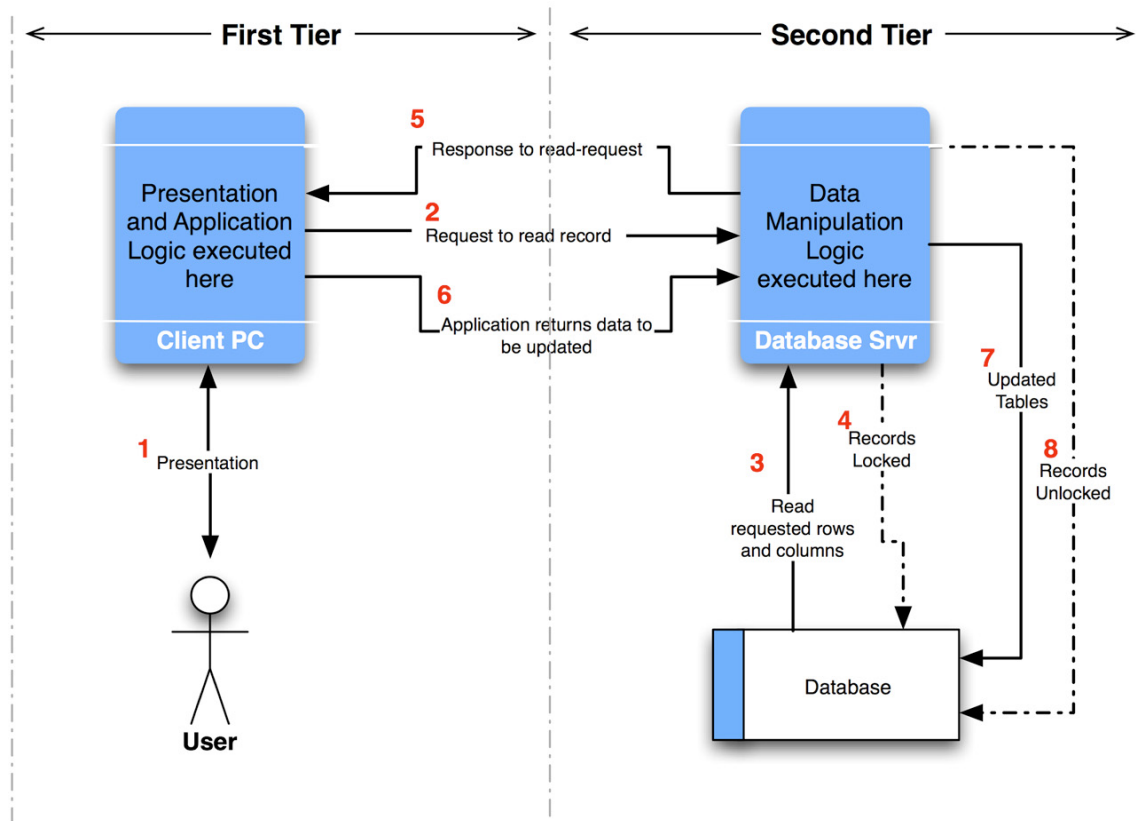 First Tier
Second Tier
5
Response to read-request
Presentation
and Application
Logic executed
here
Client PC
2
Request to read record
6
Application returns data to
be updated
Data
Manipulation
Logic
executed here
Database Srvr
1
Presentation
User
3
Read
requested rows
and columns
4
Records
Locked
7
Updated
Tables
8
Records
Unlocked
Database